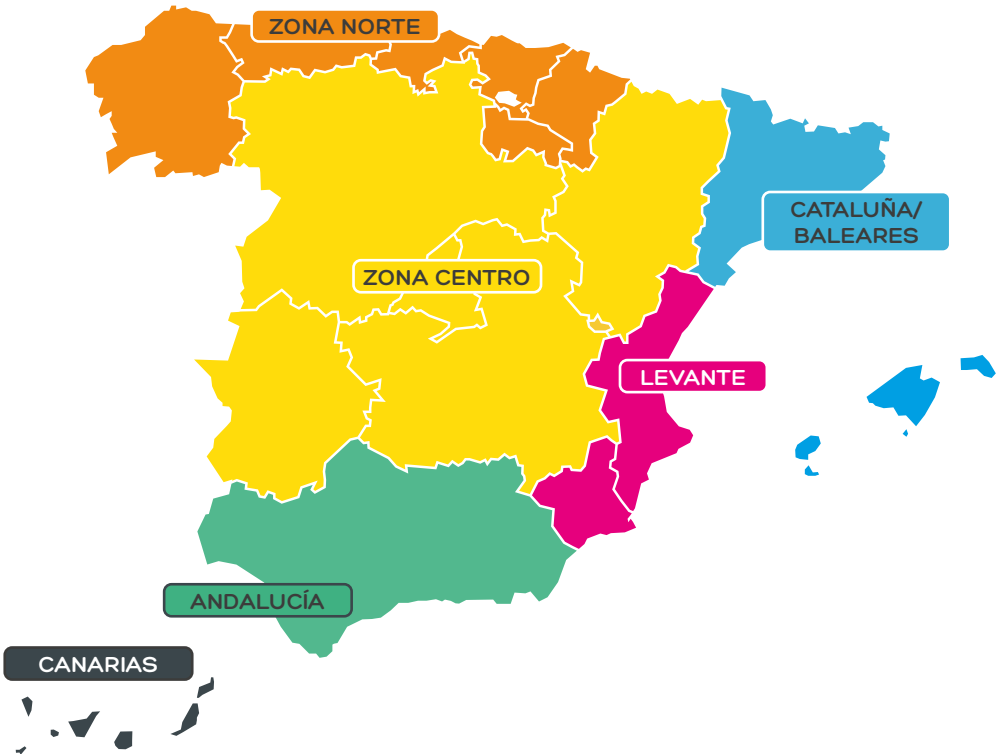 ZONA NORTE
CATALUÑA/
BALEARES
ZONA CENTRO
LEVANTE
ANDALUCÍA
CANARIAS